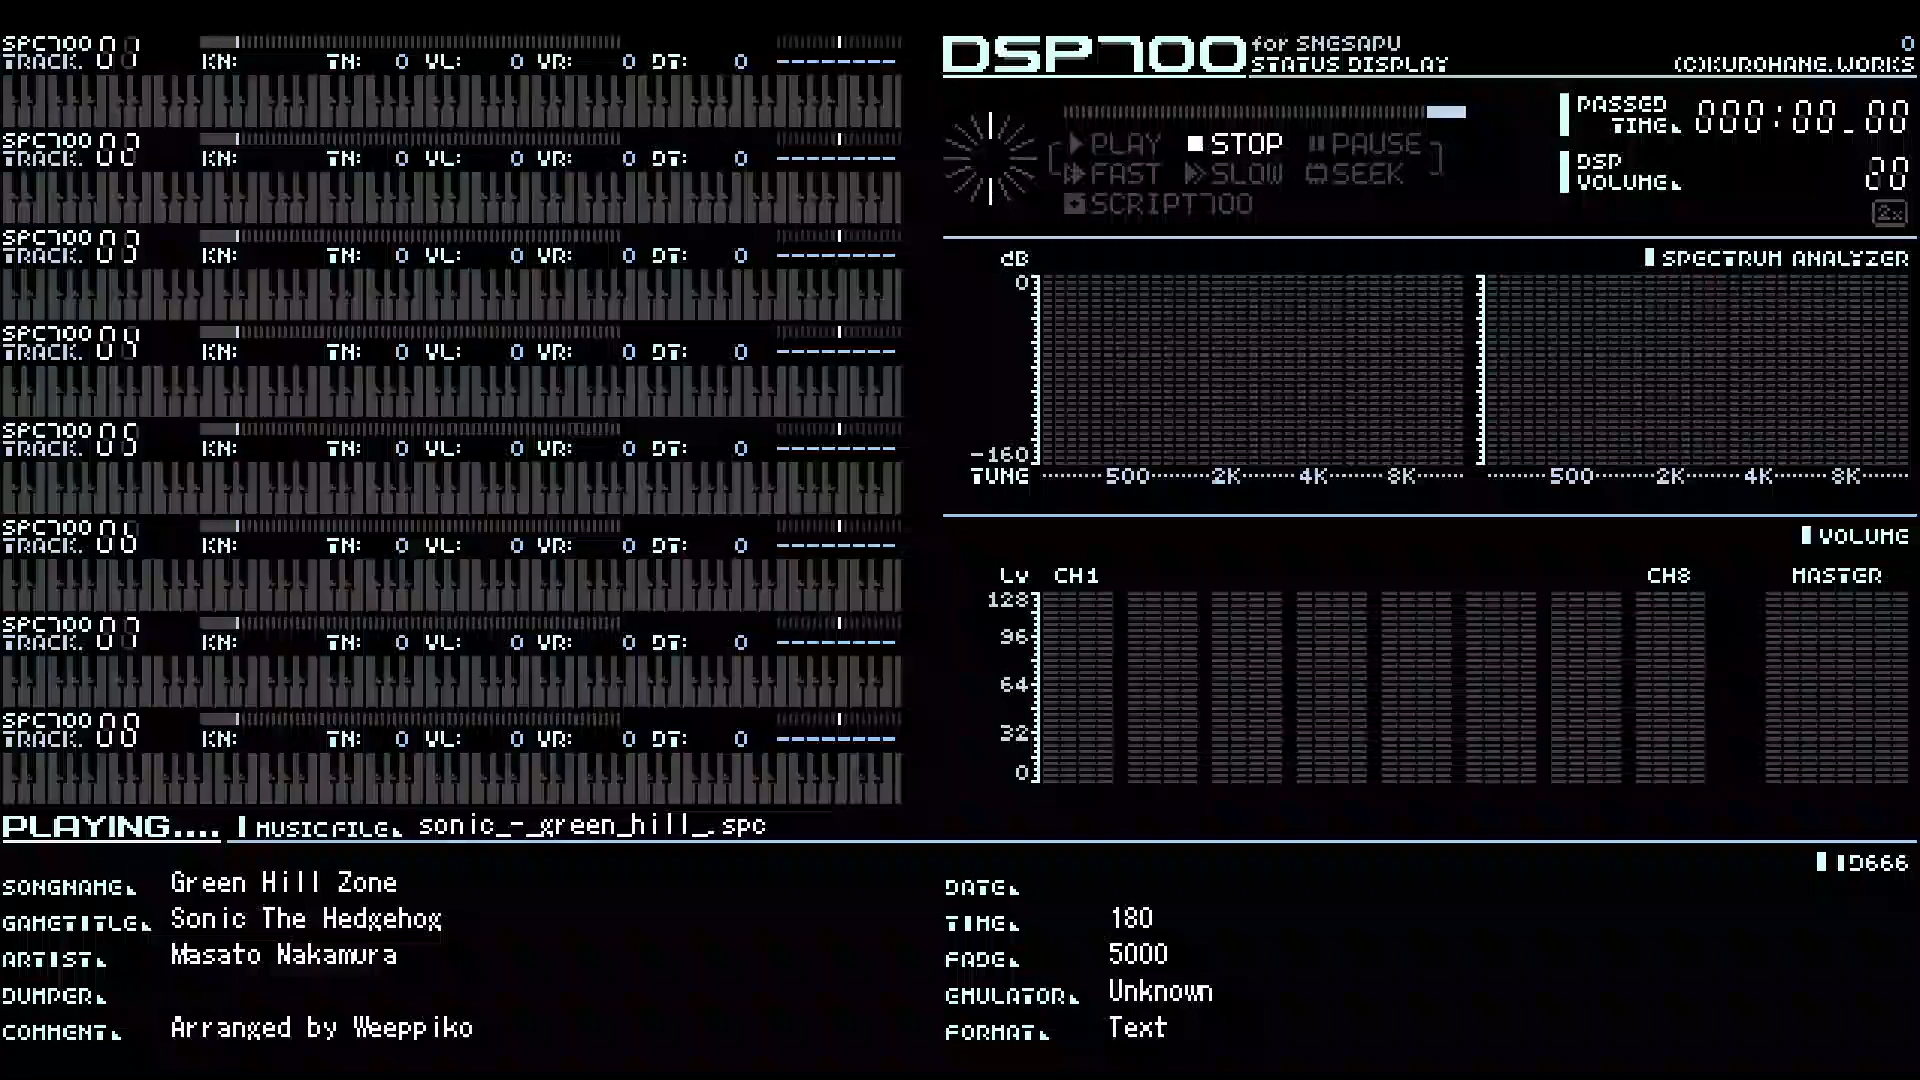 SPC700
TRACK. 01
KN: TN: 0 VL: 0 VR: 0 DT: 0
SPC700
TRACK. 02
KN: TN: 0 VL: 0 VR: 0 DT: 0
SPC700
TRACK. 03
KN: TN: 0 VL: 0 VR: 0 DT: 0
SPC700
TRACK. 04
KN: TN: 0 VL: 0 VR: 0 DT: 0
SPC700
TRACK. 05
KN: TN: 0 VL: 0 VR: 0 DT: 0
SPC700
TRACK. 06
KN: TN: 0 VL: 0 VR: 0 DT: 0
SPC700
TRACK. 07
KN: TN: 0 VL: 0 VR: 0 DT: 0
SPC700
TRACK. 08
KN: TN: 0 VL: 0 VR: 0 DT: 0
DSP700 for SNESAPU
STATUS DISPLAY
0
(C)KUROHANE.WORKS
PLAY STOP PAUSE
FAST SLOW SEEK
SCRIPT700
PASSED
TIME 000:00.00
DSP
VOLUME 00
2x
SPECTRUM ANALYZER
dB
0
-160
TUNE 500 2K 4K 8K 500 2K 4K 8K
VOLUME
Lv CH1 CH8 MASTER
128
96
64
32
0
PLAYING.... MUSICFILE sonic_-_green_hill_.spc
ID666
SONGNAME Green Hill Zone
GAMETITLE Sonic The Hedgehog
ARTIST Masato Nakamura
DUMPER
COMMENT Arranged by Weeppiko
DATE
TIME 180
FADE 5000
EMULATOR Unknown
FORMAT Text